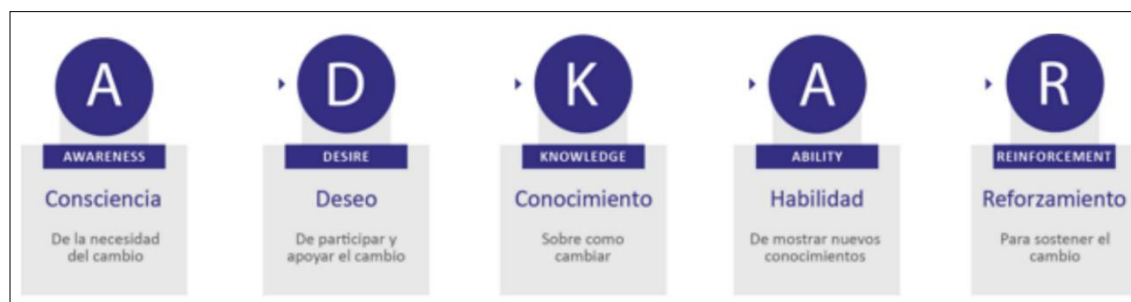 A
AWARENESS
Consciencia
De la necesidad
del cambio
D
DESIRE
Deseo
De participar y
apoyar el cambio
K
KNOWLEDGE
Conocimiento
Sobre como
cambiar
A
ABILITY
Habilidad
De mostrar nuevos
conocimientos
R
REINFORCEMENT
Reforzamiento
Para sostener el
cambio